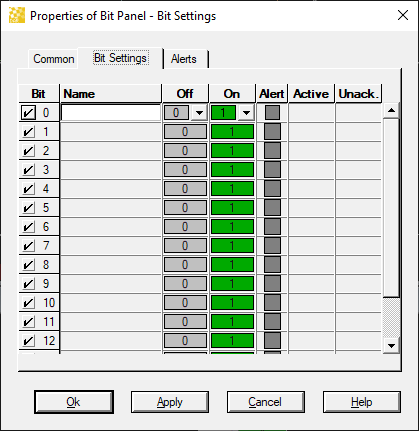 Properties of Bit Panel - Bit Settings
Common Bit Settings Alerts
Bit Name Off On Alert Active Unack.
0 0 1
1 0 1
2 0 1
3 0 1
4 0 1
5 0 1
6 0 1
7 0 1
8 0 1
9 0 1
10 0 1
11 0 1
12 0 1
Ok Apply Cancel Help